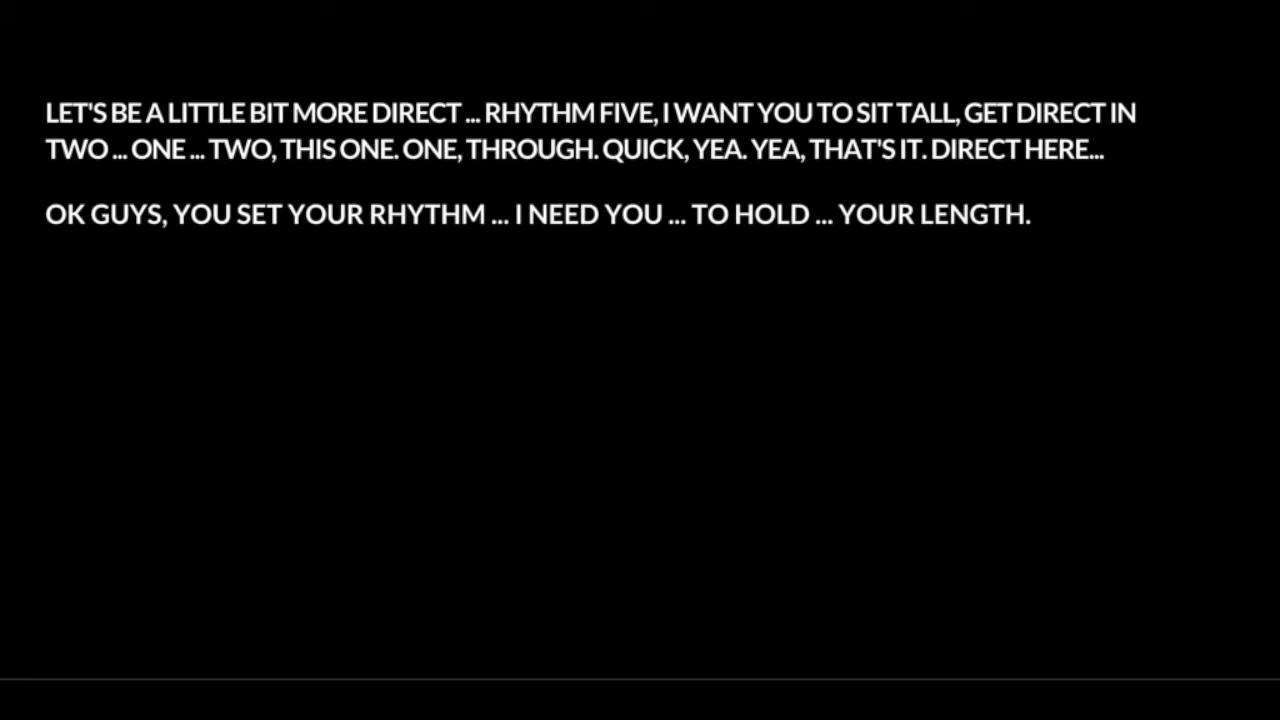 LET'S BE A LITTLE BIT MORE DIRECT ... RHYTHM FIVE, I WANT YOU TO SIT TALL, GET DIRECT IN
TWO ... ONE ... TWO, THIS ONE. ONE, THROUGH. QUICK, YEA. YEA, THAT'S IT. DIRECT HERE...
OK GUYS, YOU SET YOUR RHYTHM ... I NEED YOU ... TO HOLD ... YOUR LENGTH.